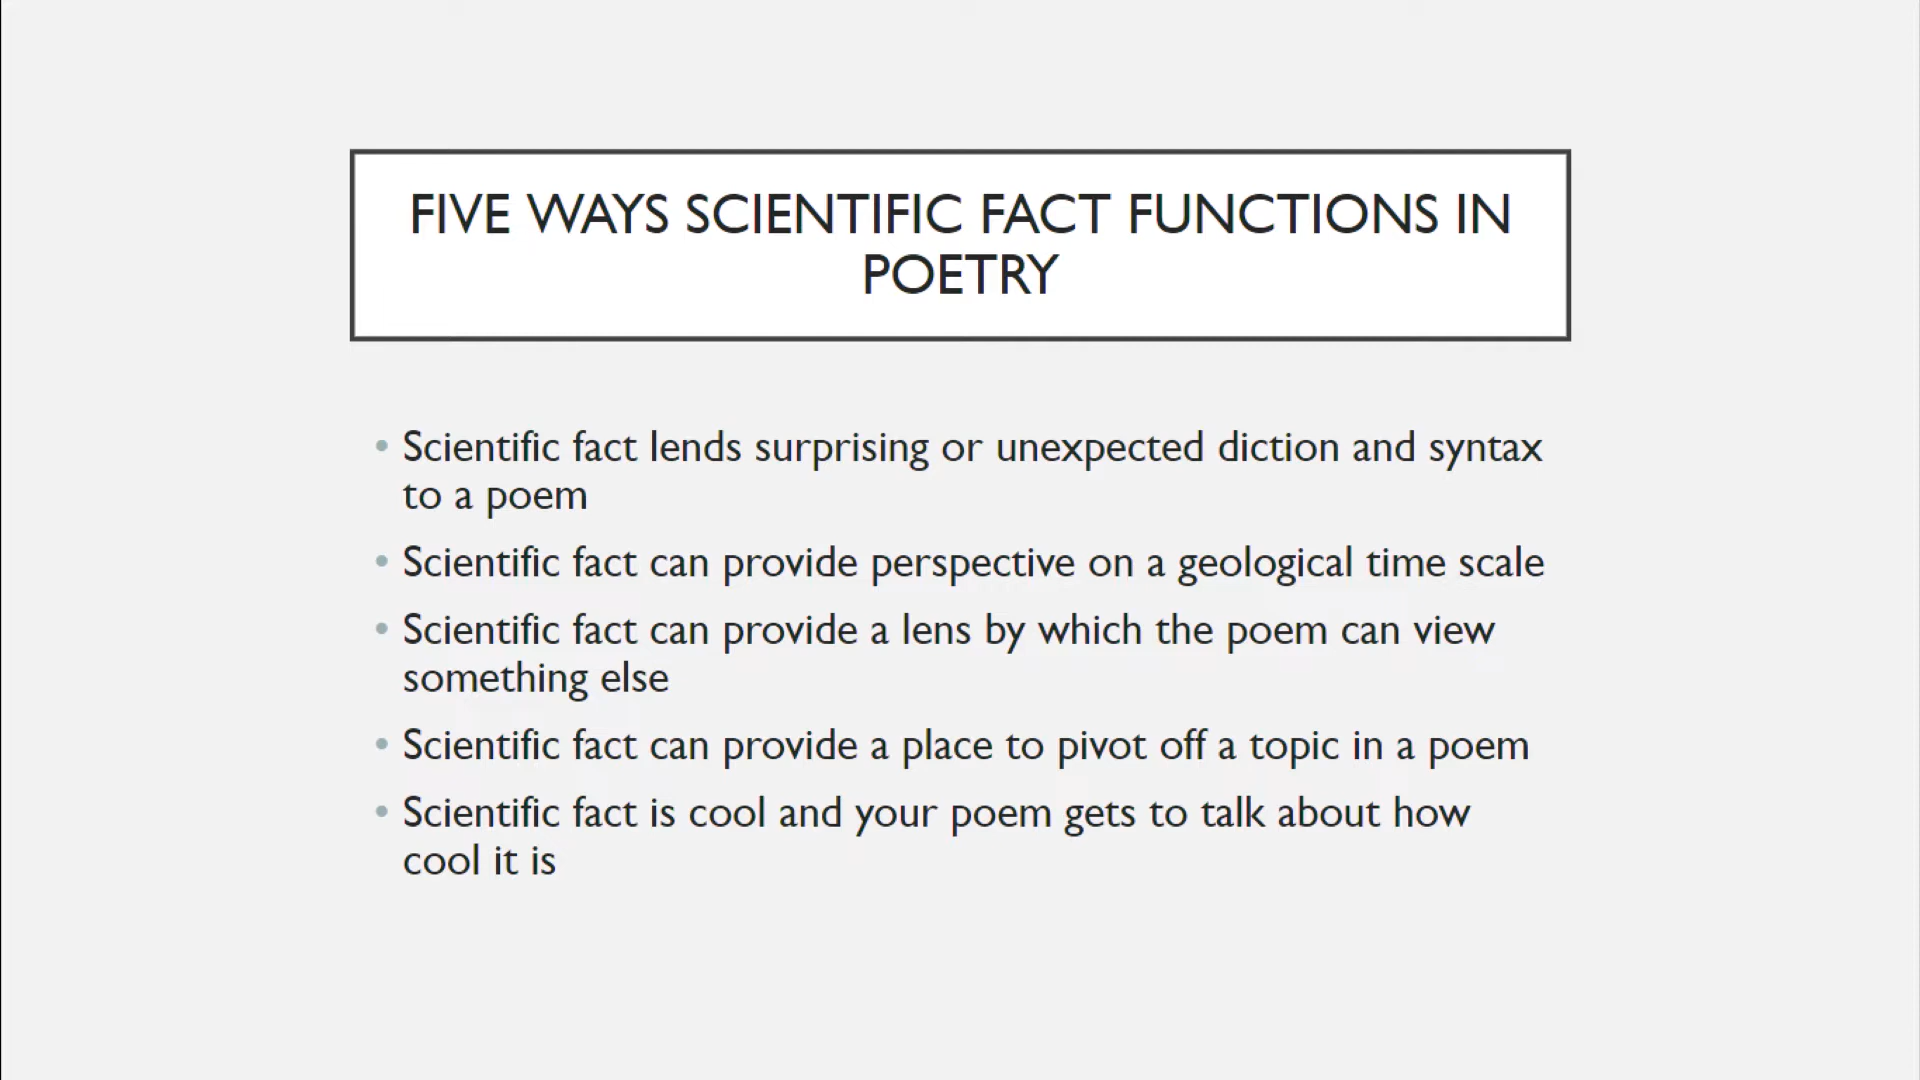 FIVE WAYS SCIENTIFIC FACT FUNCTIONS IN
POETRY
• Scientific fact lends surprising or unexpected diction and syntax
to a poem
• Scientific fact can provide perspective on a geological time scale
• Scientific fact can provide a lens by which the poem can view
something else
• Scientific fact can provide a place to pivot off a topic in a poem
• Scientific fact is cool and your poem gets to talk about how
cool it is